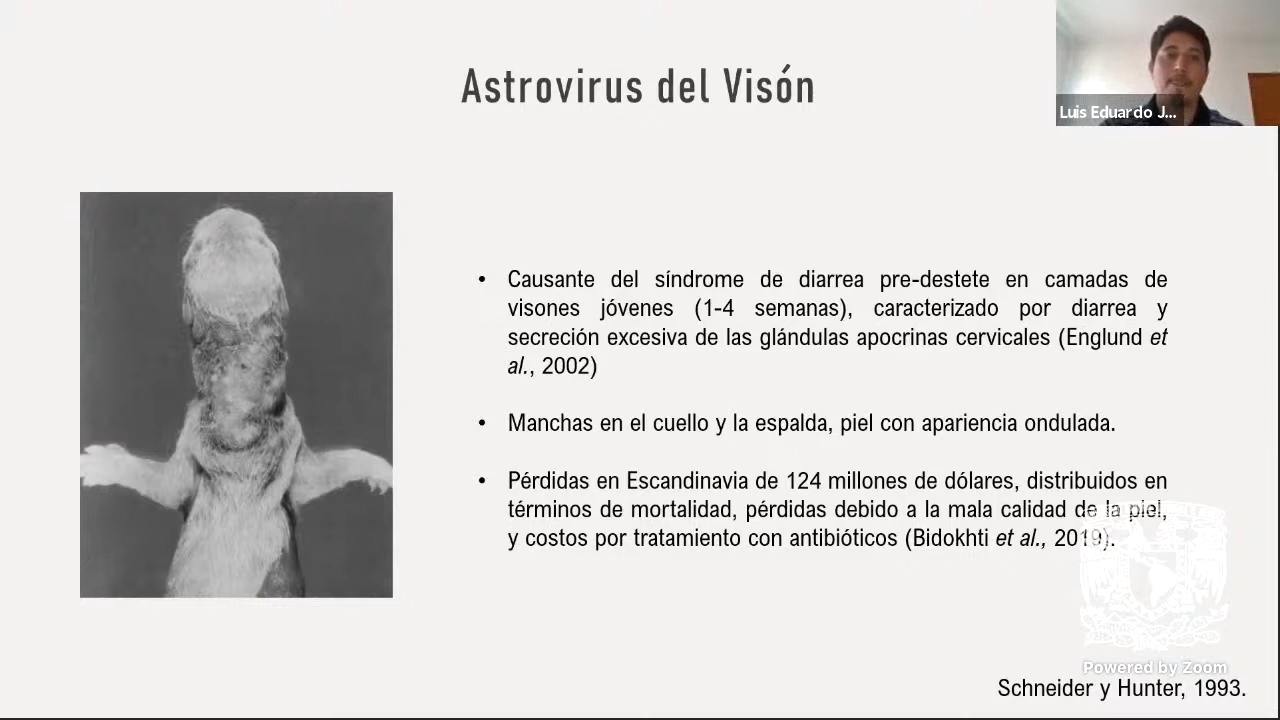 Astrovirus del Visón
Luis Eduardo J...
• Causante del síndrome de diarrea pre-destete en camadas de
visones jóvenes (1-4 semanas), caracterizado por diarrea y
secreción excesiva de las glándulas apocrinas cervicales (Englund et
al., 2002)
• Manchas en el cuello y la espalda, piel con apariencia ondulada.
• Pérdidas en Escandinavia de 124 millones de dólares, distribuidos en
términos de mortalidad, pérdidas debido a la mala calidad de la piel,
y costos por tratamiento con antibióticos (Bidokhti et al., 2019).
Powered by Zoom
Schneider y Hunter, 1993.